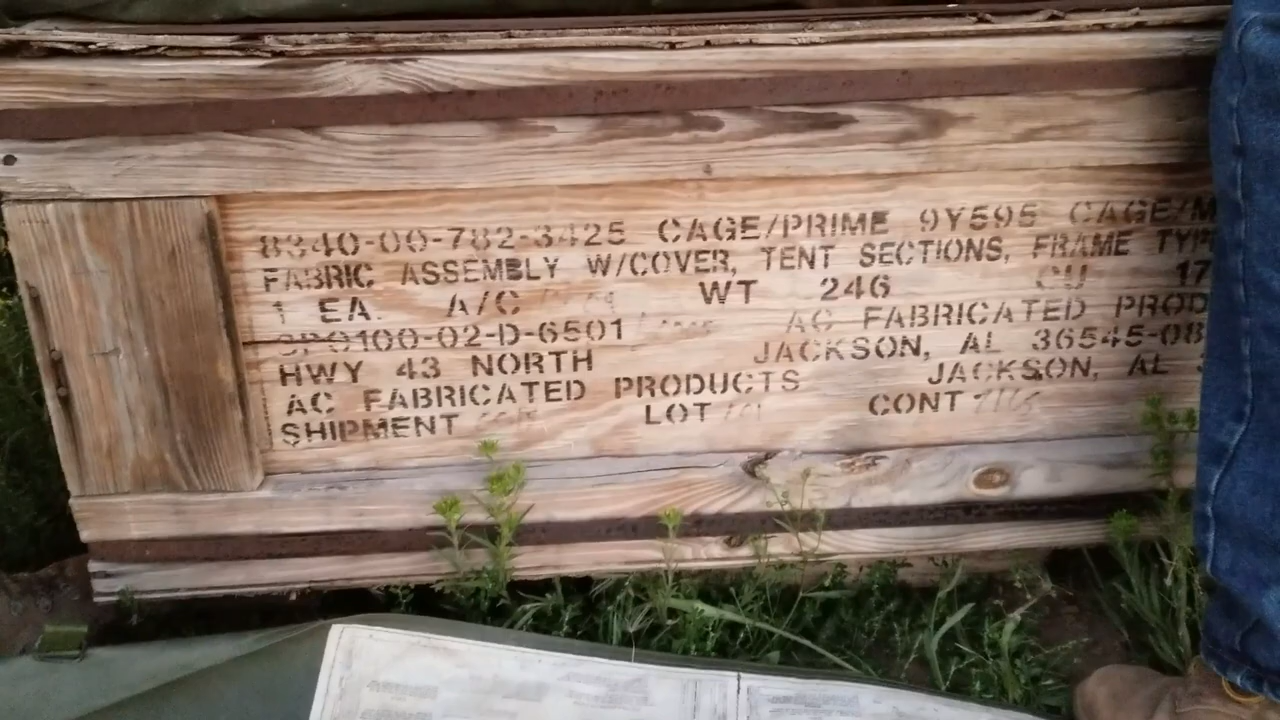 8340-00-782-3425 CAGE/PRIME 9Y595 CAGE/M
FABRIC ASSEMBLY W/COVER, TENT SECTIONS, FRAME TYP
1 EA. A/C WT 246 CU 17
SPO100-02-D-6501 AC FABRICATED PROD
HWY 43 NORTH JACKSON, AL 36545-08
AC FABRICATED PRODUCTS JACKSON, AL
SHIPMENT LOT CONT